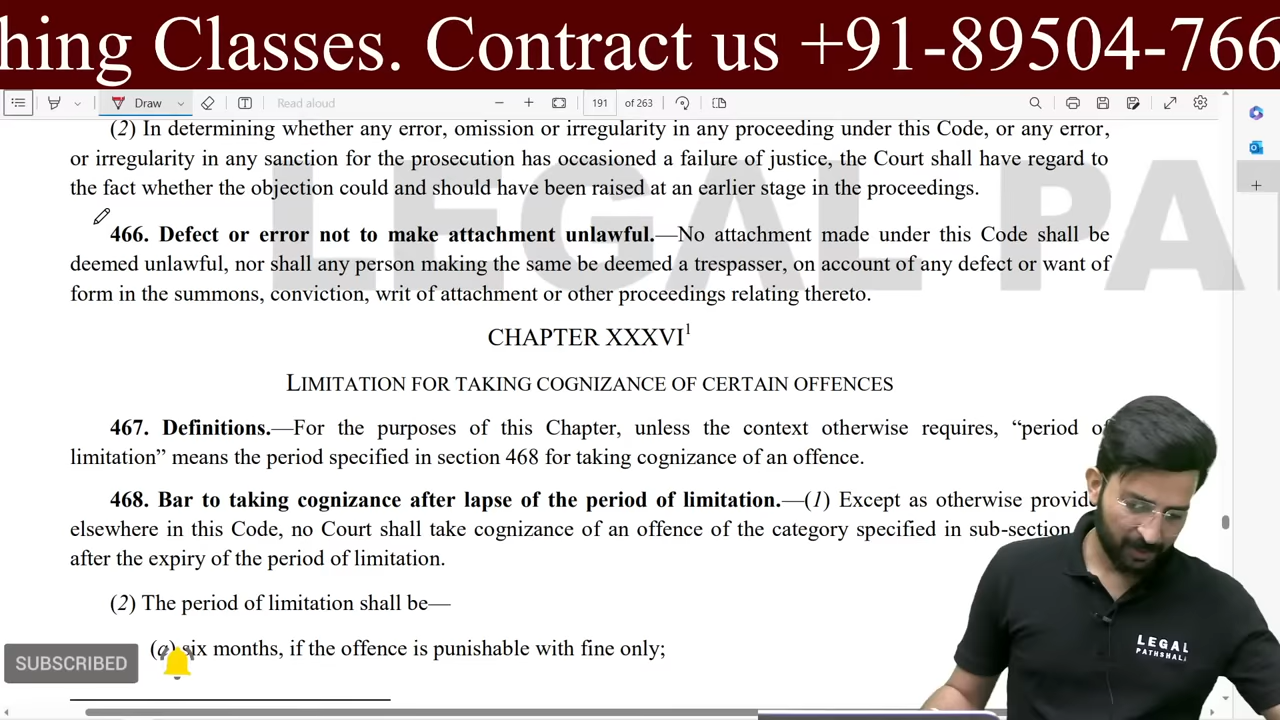 hing Classes. Contract us +91-89504-766
Draw
Read aloud
191 of 263
(2) In determining whether any error, omission or irregularity in any proceeding under this Code, or any error,
or irregularity in any sanction for the prosecution has occasioned a failure of justice, the Court shall have regard to
the fact whether the objection could and should have been raised at an earlier stage in the proceedings.
LEGAL PA
466. Defect or error not to make attachment unlawful.—No attachment made under this Code shall be
deemed unlawful, nor shall any person making the same be deemed a trespasser, on account of any defect or want of
form in the summons, conviction, writ of attachment or other proceedings relating thereto.
CHAPTER XXXVI1
LIMITATION FOR TAKING COGNIZANCE OF CERTAIN OFFENCES
467. Definitions.—For the purposes of this Chapter, unless the context otherwise requires, “period of
limitation” means the period specified in section 468 for taking cognizance of an offence.
468. Bar to taking cognizance after lapse of the period of limitation.—(1) Except as otherwise provide
elsewhere in this Code, no Court shall take cognizance of an offence of the category specified in sub-section
after the expiry of the period of limitation.
(2) The period of limitation shall be—
(a) six months, if the offence is punishable with fine only;
SUBSCRIBED
LEGAL
PATHSHALA